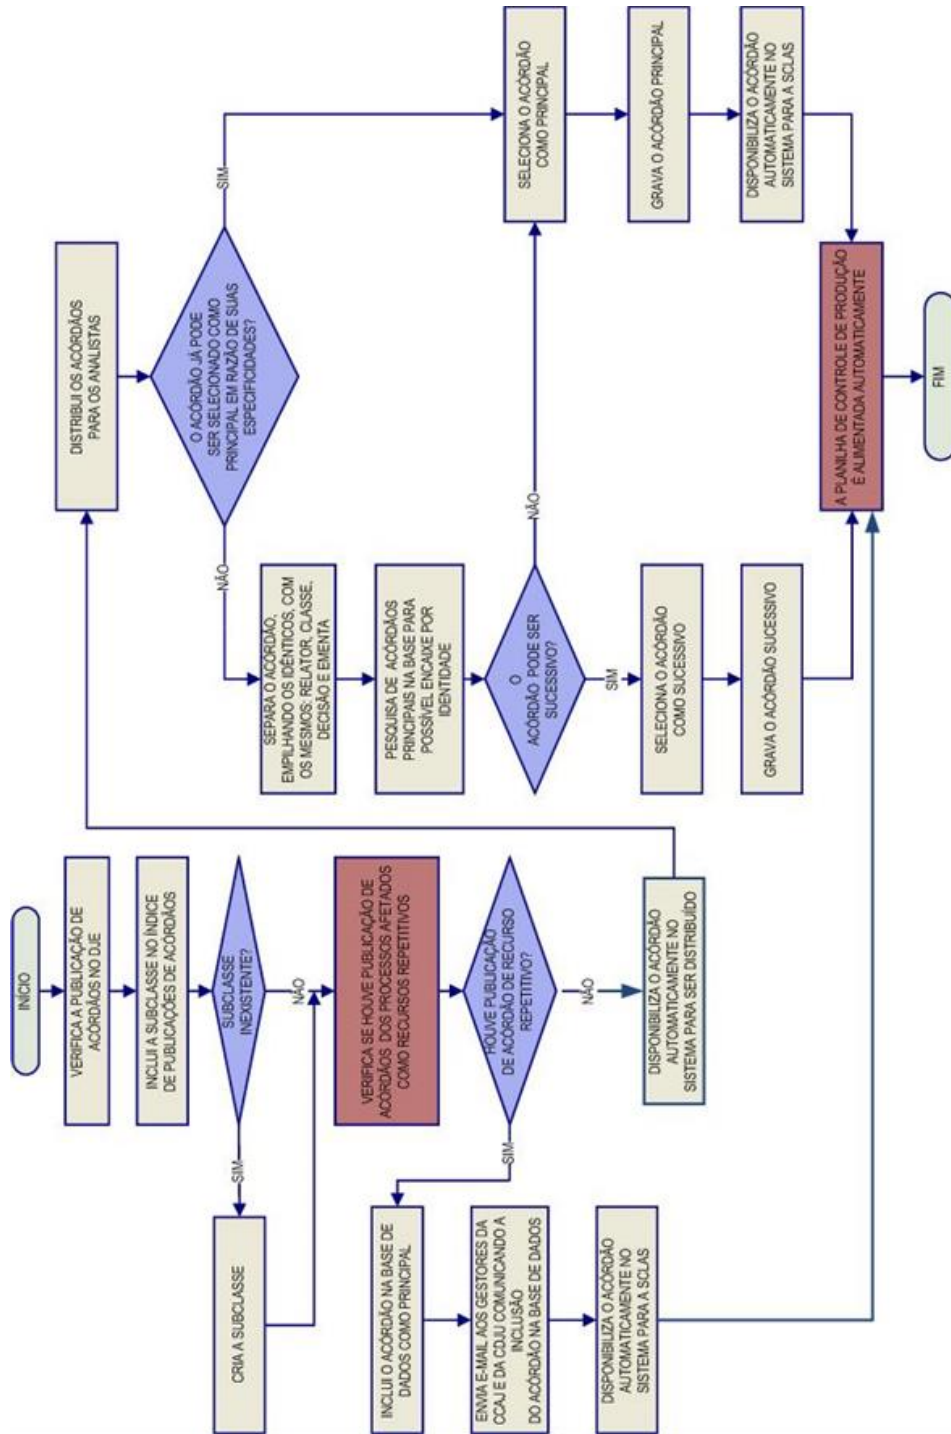 INÍCIO
VERIFICA A PUBLICAÇÃO DE
ACÓRDÃOS NO DJE
INCLUI A SUBCLASSE NO ÍNDICE
DE PUBLICAÇÕES DE ACÓRDÃOS
SUBCLASSE
INEXISTENTE?
SIM
NÃO
CRIA A SUBCLASSE
VERIFICA SE HOUVE PUBLICAÇÃO DE
ACÓRDÃOS DOS PROCESSOS AFETADOS
COMO RECURSOS REPETITIVOS
HOUVE PUBLICAÇÃO
DE ACÓRDÃO DE RECURSO
REPETITIVO?
SIM
NÃO
INCLUI O ACÓRDÃO NA BASE DE
DADOS COMO PRINCIPAL
ENVIA E-MAIL AOS GESTORES DA
CCAJ E DA CDJU COMUNICANDO A
INCLUSÃO
DO ACÓRDÃO NA BASE DE DADOS
DISPONIBILIZA O ACÓRDÃO
AUTOMATICAMENTE NO
SISTEMA PARA A SCLAS
DISPONIBILIZA O ACÓRDÃO
AUTOMATICAMENTE NO
SISTEMA PARA SER DISTRIBUÍDO
DISTRIBUI OS ACÓRDÃOS
PARA OS ANALISTAS
O ACÓRDÃO JÁ PODE
SER SELECIONADO COMO
PRINCIPAL EM RAZÃO DE SUAS
ESPECIFICIDADES?
NÃO
SIM
SEPARA O ACÓRDÃO,
EMPILHANDO OS IDÊNTICOS, COM
OS MESMOS: RELATOR, CLASSE,
DECISÃO E EMENTA
PESQUISA DE ACÓRDÃOS
PRINCIPAIS NA BASE PARA
POSSÍVEL ENCAIXE POR
IDENTIDADE
O
ACÓRDÃO PODE SER
SUCESSIVO?
NÃO
SIM
SELECIONA O ACÓRDÃO
COMO SUCESSIVO
GRAVA O ACÓRDÃO SUCESSIVO
SELECIONA O ACÓRDÃO
COMO PRINCIPAL
GRAVA O ACÓRDÃO PRINCIPAL
DISPONIBILIZA O ACÓRDÃO
AUTOMATICAMENTE NO
SISTEMA PARA A SCLAS
A PLANILHA DE CONTROLE DE PRODUÇÃO
É ALIMENTADA AUTOMATICAMENTE
FIM